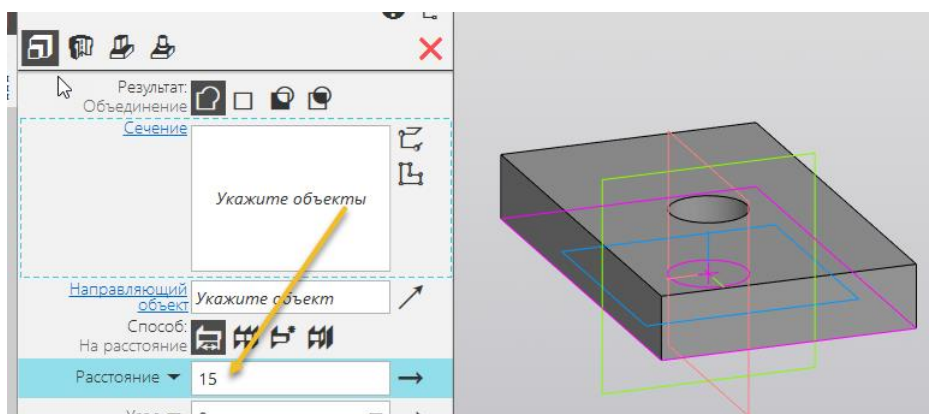 Результат:
Объединение
Сечение
Укажите объекты
Направляющий
объект
Укажите объект
Способ:
На расстояние
Расстояние
15